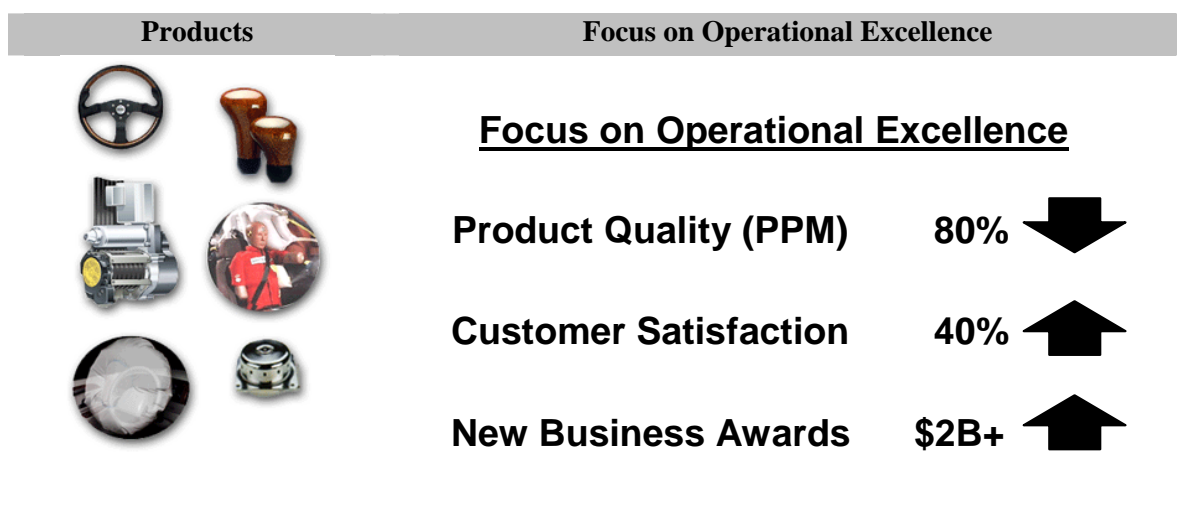 Products
Focus on Operational Excellence
Focus on Operational Excellence
Product Quality (PPM) 80%
Customer Satisfaction 40%
New Business Awards $2B+